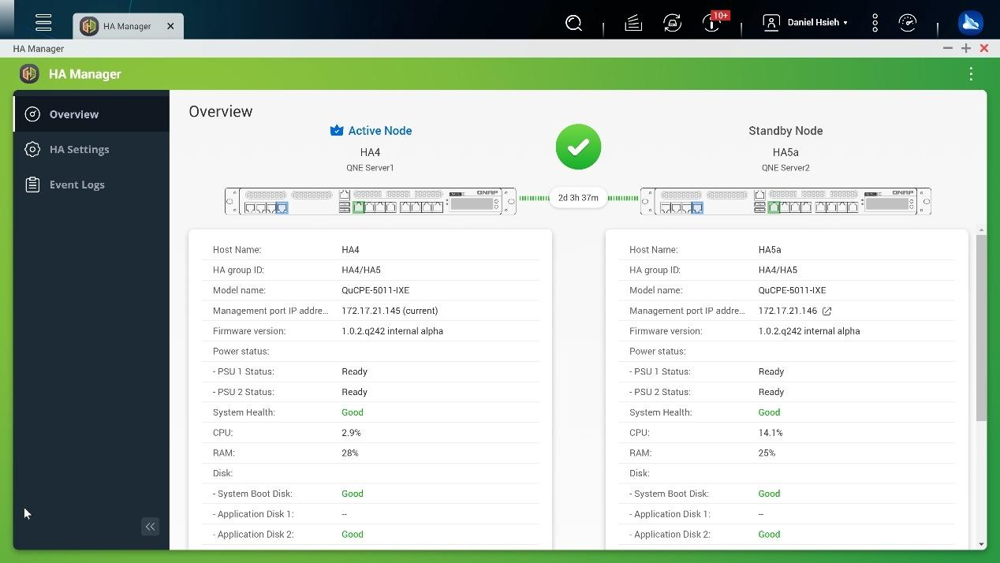 HA Manager
10+
Daniel Hsieh
HA Manager
HA Manager
Overview
HA Settings
Event Logs
Overview
Active Node
HA4
QNE Server1
Standby Node
HA5a
QNE Server2
QNAP
2d 3h 37m
QNAP
Host Name: HA4
HA group ID: HA4/HA5
Model name: QuCPE-5011-IXE
Management port IP addre... 172.17.21.145 (current)
Firmware version: 1.0.2.q242 internal alpha
Power status:
- PSU 1 Status: Ready
- PSU 2 Status: Ready
System Health: Good
CPU: 2.9%
RAM: 28%
Disk:
- System Boot Disk: Good
- Application Disk 1: --
- Application Disk 2: Good
Host Name: HA5a
HA group ID: HA4/HA5
Model name: QuCPE-5011-IXE
Management port IP addre... 172.17.21.146
Firmware version: 1.0.2.q242 internal alpha
Power status:
- PSU 1 Status: Ready
- PSU 2 Status: Ready
System Health: Good
CPU: 14.1%
RAM: 25%
Disk:
- System Boot Disk: Good
- Application Disk 1: --
- Application Disk 2: Good